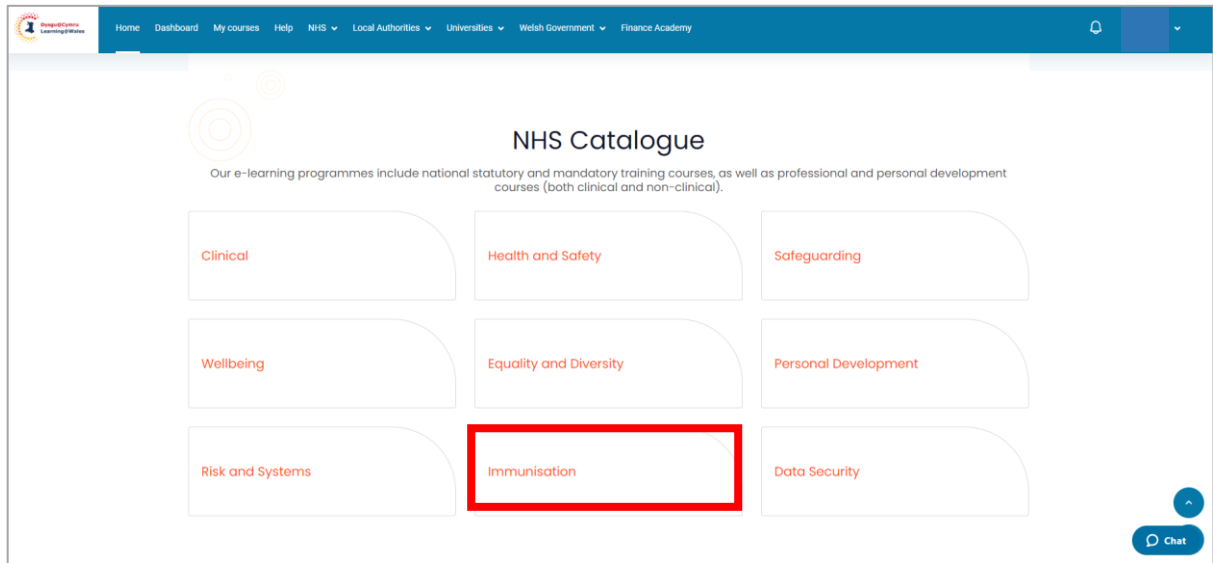 Dysgu@Cymru
Learning@Wales
Home Dashboard My courses Help NHS Local Authorities Universities Welsh Government Finance Academy
NHS Catalogue
Our e-learning programmes include national statutory and mandatory training courses, as well as professional and personal development
courses (both clinical and non-clinical).
Clinical
Health and Safety
Safeguarding
Wellbeing
Equality and Diversity
Personal Development
Risk and Systems
Immunisation
Data Security
Chat